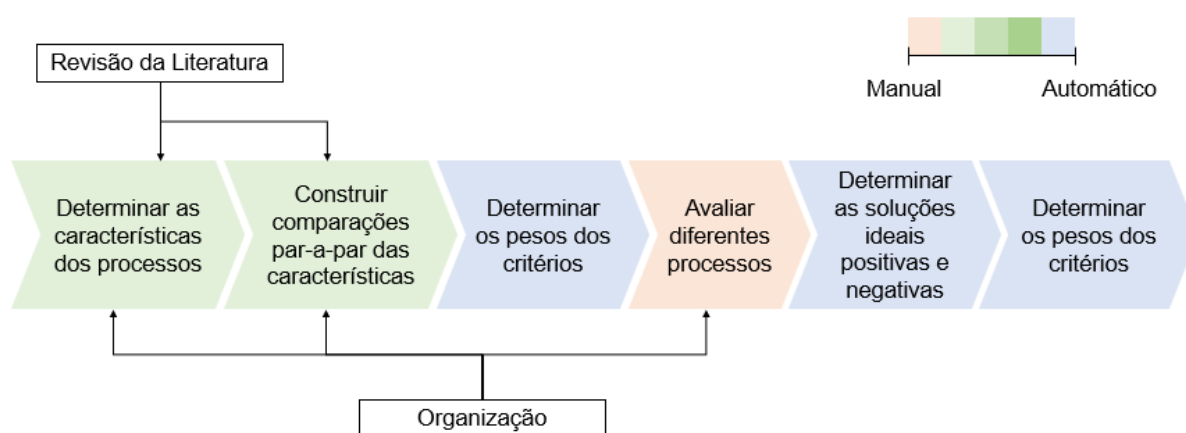 Revisão da Literatura
Manual
Automático
Determinar as
características
dos processos
Construir
comparações
par-a-par das
características
Determinar
os pesos dos
critérios
Avaliar
diferentes
processos
Determinar
as soluções
ideais
positivas e
negativas
Determinar
os pesos dos
critérios
Organização